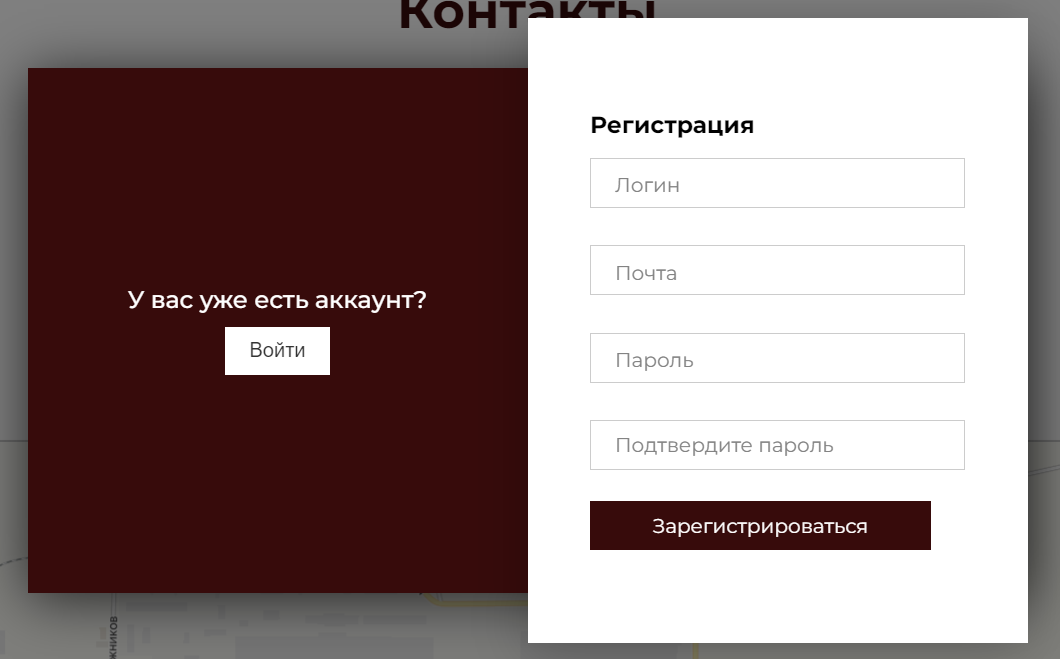 Контакты
У вас уже есть аккаунт?
Войти
Регистрация
Логин
Почта
Пароль
Подтвердите пароль
Зарегистрироваться